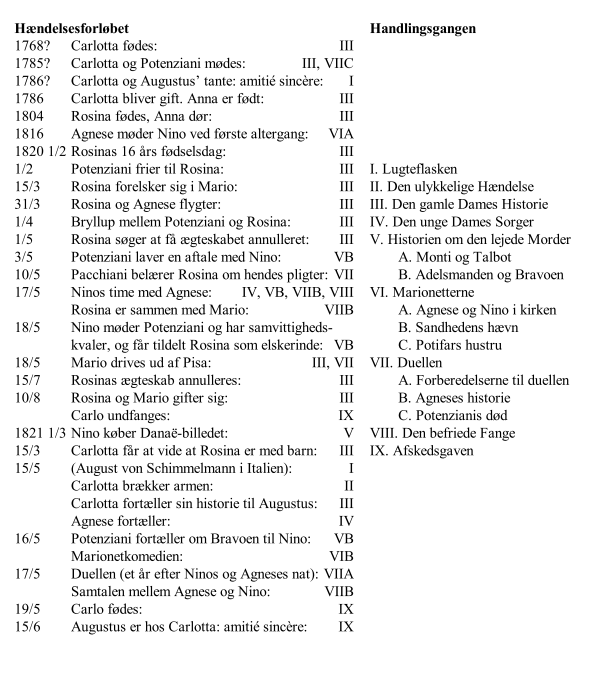 Hændelsesforløbet
1768? Carlotta fødes: III
1785? Carlotta og Potenziani mødes: III, VIIC
1786? Carlotta og Augustus’ tante: amitié sincère: I
1786 Carlotta bliver gift. Anna er født: III
1804 Rosina fødes, Anna dør: III
1816 Agnese møder Nino ved første altergang: VIA
1820 1/2 Rosinas 16 års fødselsdag: III
1/2 Potenziani frier til Rosina: III
15/3 Rosina forelsker sig i Mario: III
31/3 Rosina og Agnese flygter: III
1/4 Bryllup mellem Potenziani og Rosina: III
1/5 Rosina søger at få ægteskabet annulleret: III
3/5 Potenziani laver en aftale med Nino: VB
10/5 Pacchiani belærer Rosina om hendes pligter: VII
17/5 Ninos time med Agnese: IV, VB, VIIB, VIII
Rosina er sammen med Mario: VIIB
18/5 Nino møder Potenziani og har samvittigheds-
kvaler, og får tildelt Rosina som elskerinde: VB
18/5 Mario drives ud af Pisa: III, VII
15/7 Rosinas ægteskab annulleres: III
10/8 Rosina og Mario gifter sig: III
Carlo undfanges: IX
1821 1/3 Nino køber Danaë-billedet: V
15/3 Carlotta får at vide at Rosina er med barn: III
15/5 (August von Schimmelmann i Italien): I
Carlotta brækker armen: II
Carlotta fortæller sin historie til Augustus: III
Agnese fortæller: IV
16/5 Potenziani fortæller om Bravoen til Nino: VB
Marionetkomedien: VIB
17/5 Duellen (et år efter Ninos og Agneses nat): VIIA
Samtalen mellem Agnese og Nino: VIIB
19/5 Carlo fødes: IX
15/6 Augustus er hos Carlotta: amitié sincère: IX
Handlingsgangen
I. Lugteflasken
II. Den ulykkelige Hændelse
III. Den gamle Dames Historie
IV. Den unge Dames Sorger
V. Historien om den lejede Morder
A. Monti og Talbot
B. Adelsmanden og Bravoen
VI. Marionetterne
A. Agnese og Nino i kirken
B. Sandhedens hævn
C. Potifars hustru
VII. Duellen
A. Forberedelserne til duellen
B. Agneses historie
C. Potenzianis død
VIII. Den befriede Fange
IX. Afskedsgaven